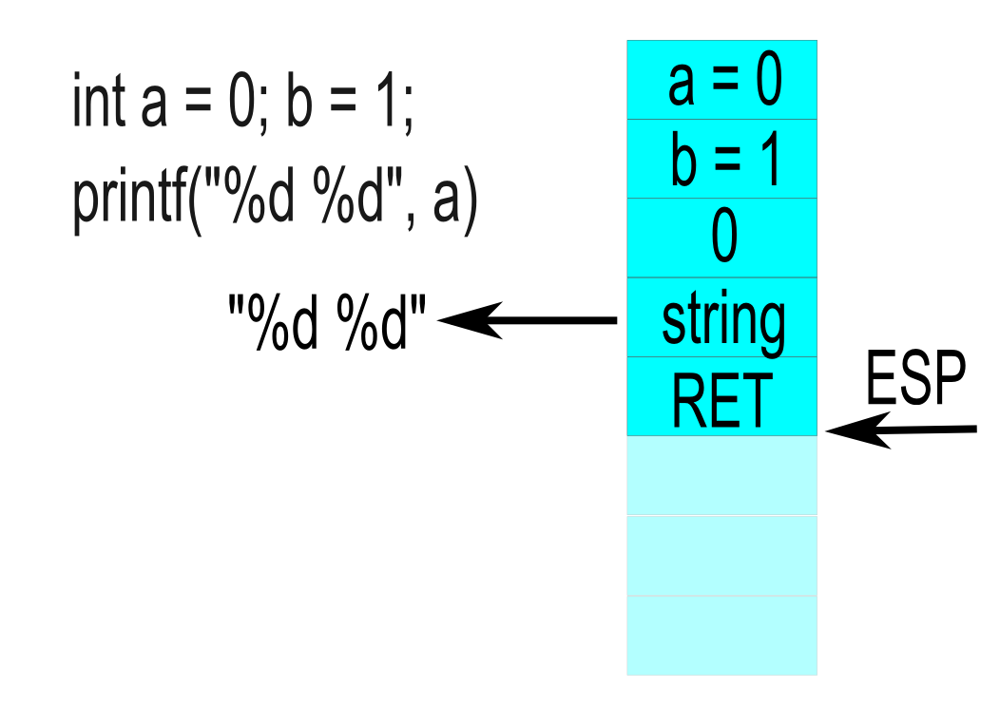 int a = 0; b = 1;
printf("%d %d", a)
"%d %d"
a = 0
b = 1
0
string
RET
ESP